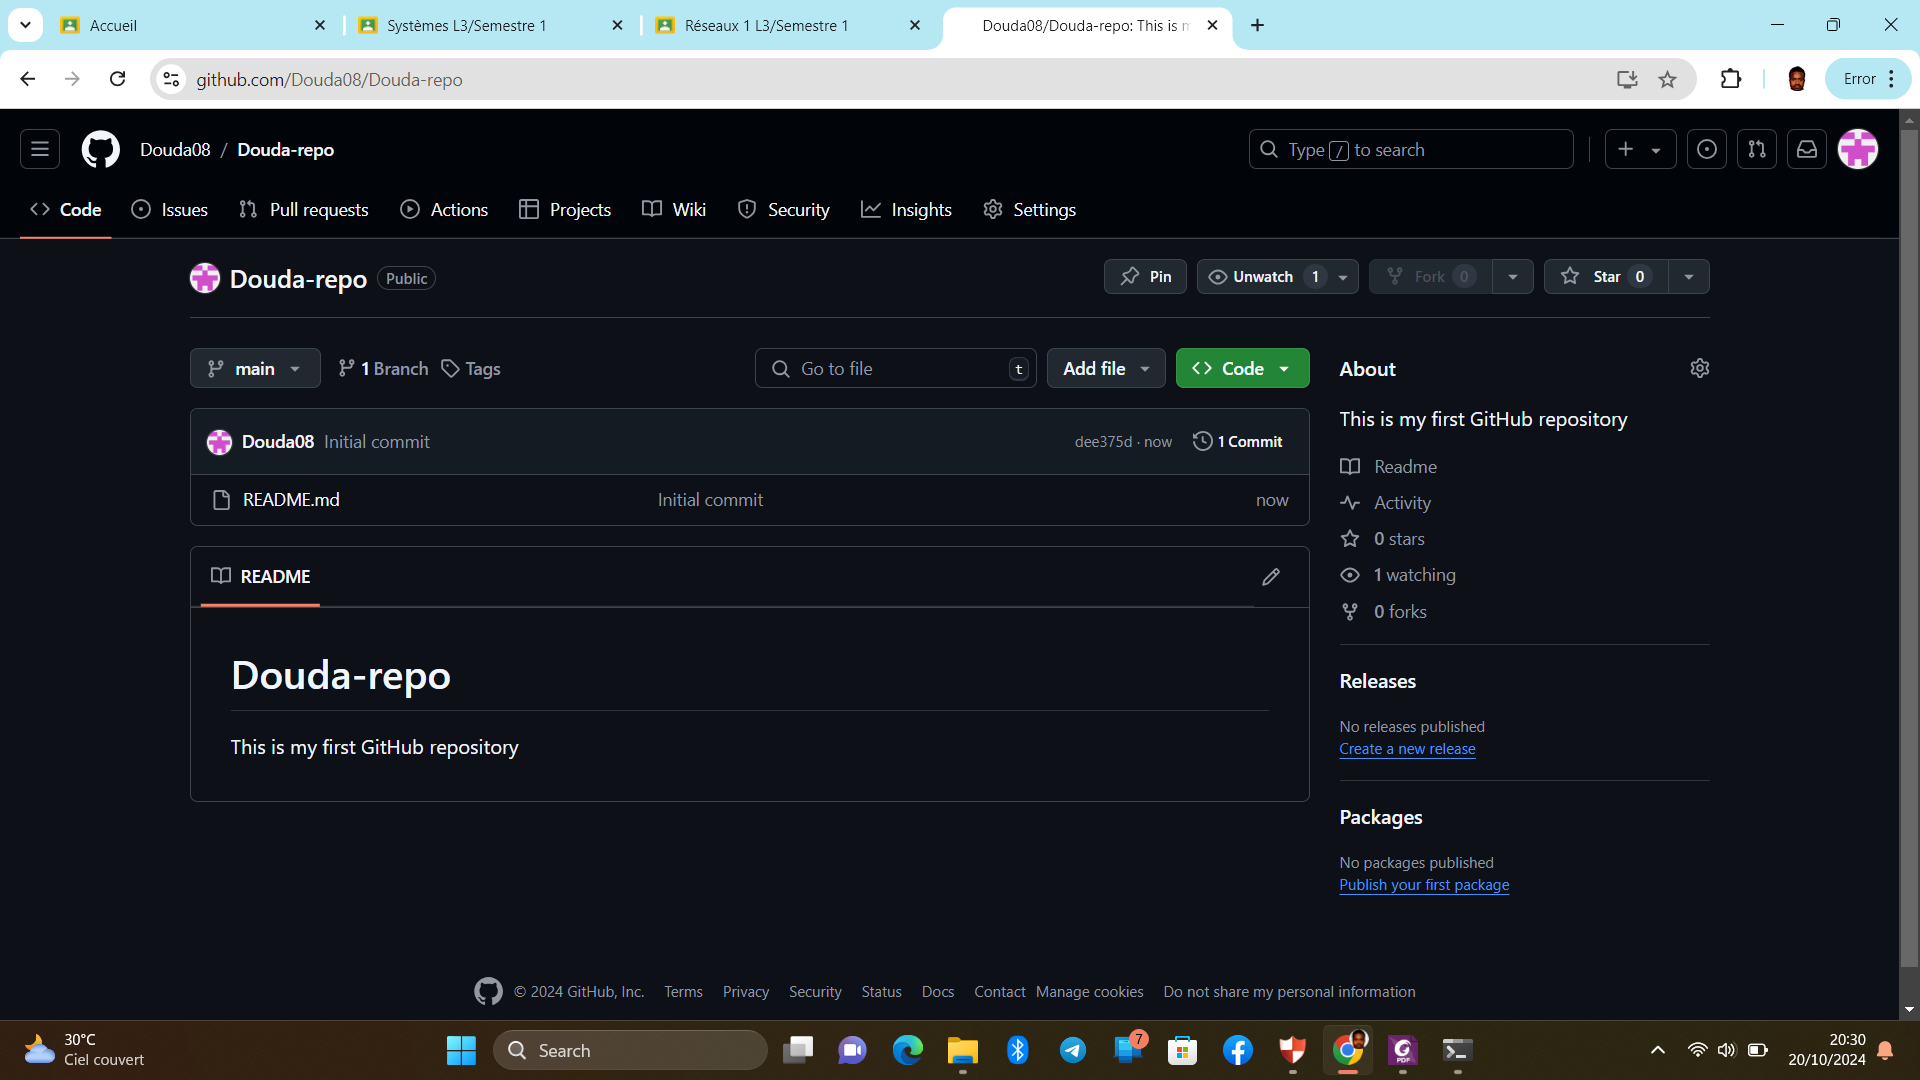 Accueil
Systèmes L3/Semestre 1
Réseaux 1 L3/Semestre 1
Douda08/Douda-repo: This is m
github.com/Douda08/Douda-repo
Error
Douda08 / Douda-repo
Type / to search
Code
Issues
Pull requests
Actions
Projects
Wiki
Security
Insights
Settings
Douda-repo Public
Pin
Unwatch 1
Fork 0
Star 0
main
1 Branch
Tags
Go to file t
Add file
Code
Douda08 Initial commit
dee375d · now
1 Commit
README.md Initial commit now
README
Douda-repo
This is my first GitHub repository
About
This is my first GitHub repository
Readme
Activity
0 stars
1 watching
0 forks
Releases
No releases published
Create a new release
Packages
No packages published
Publish your first package
© 2024 GitHub, Inc. Terms Privacy Security Status Docs Contact Manage cookies Do not share my personal information
30°C
Ciel couvert
Search
7
PDF
20:30
20/10/2024